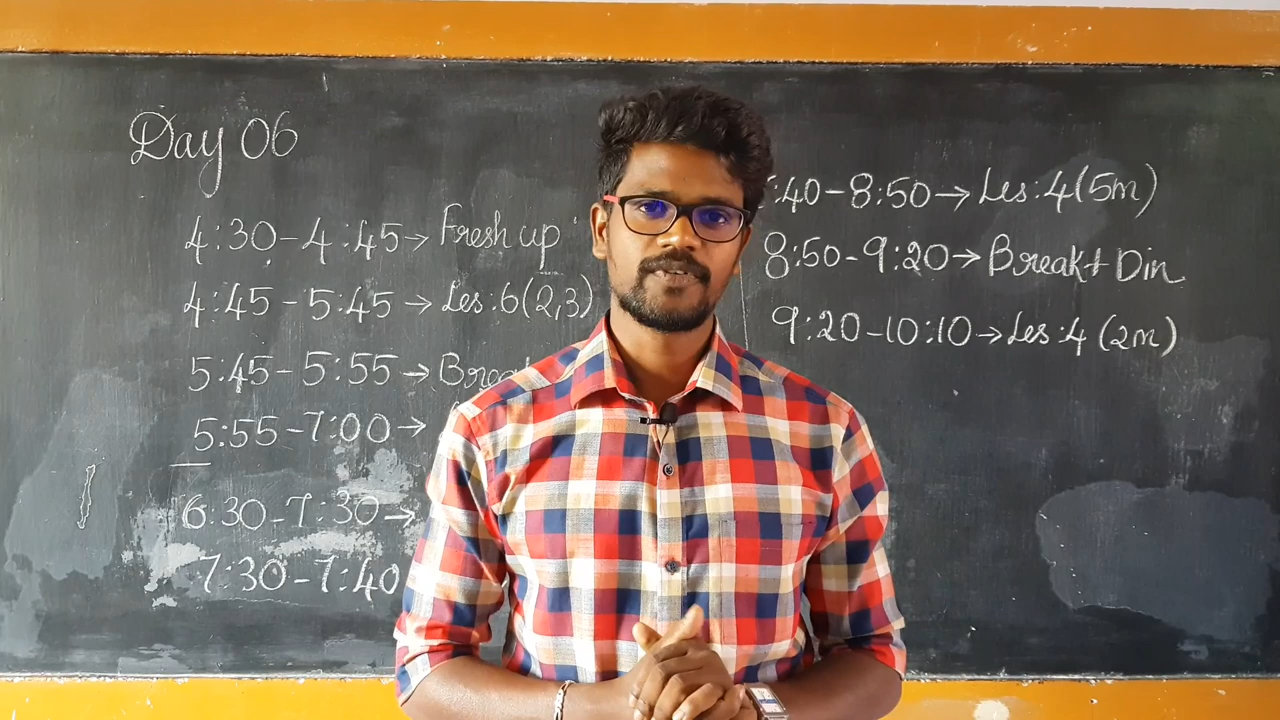 Day 06
4:30-4:45→ Fresh up
4:45-5:45→ Les:6(2,3)
5:45-5:55→
5:55-7:00→
6:30-7:30→
7:30-7:40
:40-8:50→ Les:4(5m)
8:50-9:20→ Break+Din
9:20-10:10→Les:4 (2m)